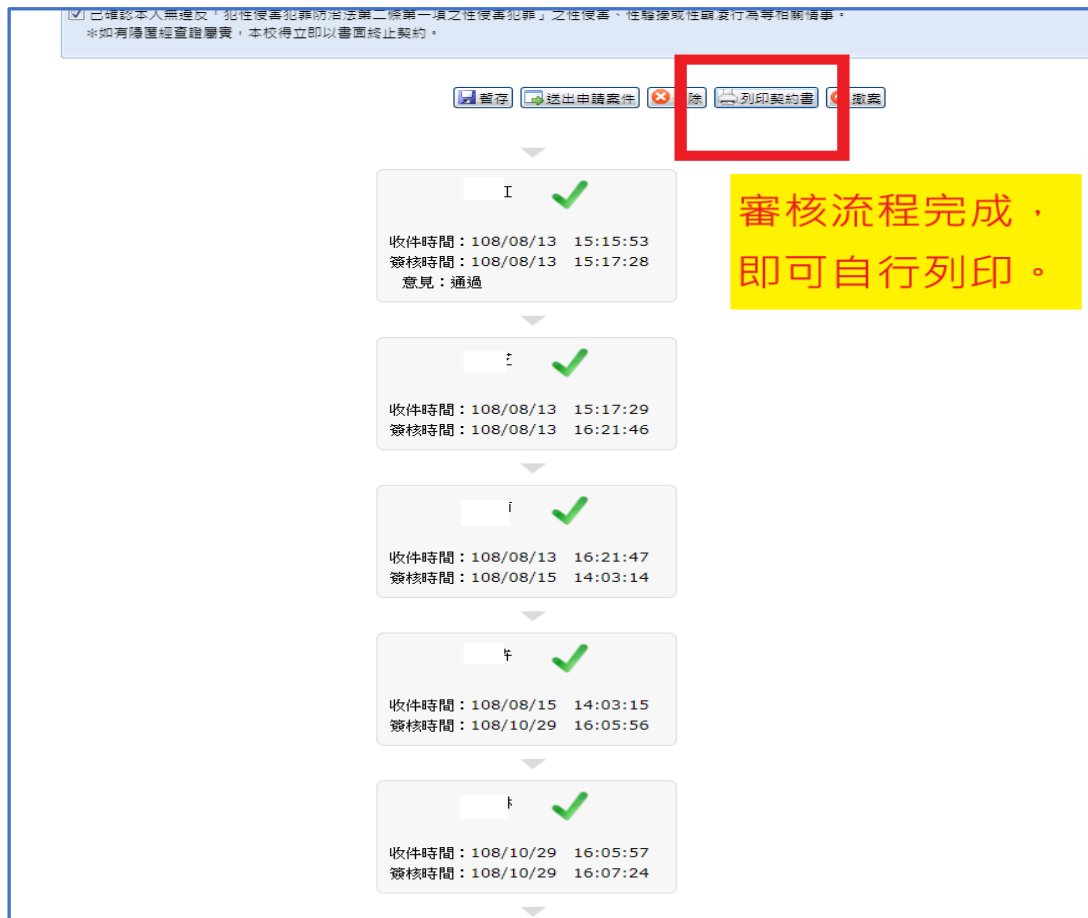 已確認本人無違反「犯性侵害犯罪防治法第二條第一項之性侵害犯罪」之性侵害、性騷擾或性霸凌行為等相關情事。
＊如有隱匿經查證屬實，本校得立即以書面終止契約。
暫存 送出申請案件 除 列印契約書 撤案
審核流程完成，
即可自行列印。
收件時間：108/08/13 15:15:53
簽核時間：108/08/13 15:17:28
意見：通過
收件時間：108/08/13 15:17:29
簽核時間：108/08/13 16:21:46
收件時間：108/08/13 16:21:47
簽核時間：108/08/15 14:03:14
收件時間：108/08/15 14:03:15
簽核時間：108/10/29 16:05:56
收件時間：108/10/29 16:05:57
簽核時間：108/10/29 16:07:24